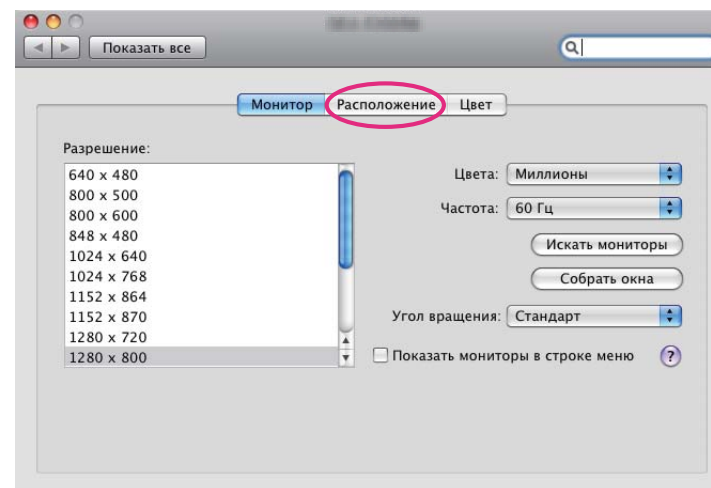 Показать все
Монитор Расположение Цвет
Разрешение:
640 x 480
800 x 500
800 x 600
848 x 480
1024 x 640
1024 x 768
1152 x 864
1152 x 870
1280 x 720
1280 x 800
Цвета: Миллионы
Частота: 60 Гц
Искать мониторы
Собрать окна
Угол вращения: Стандарт
Показать мониторы в строке меню ?